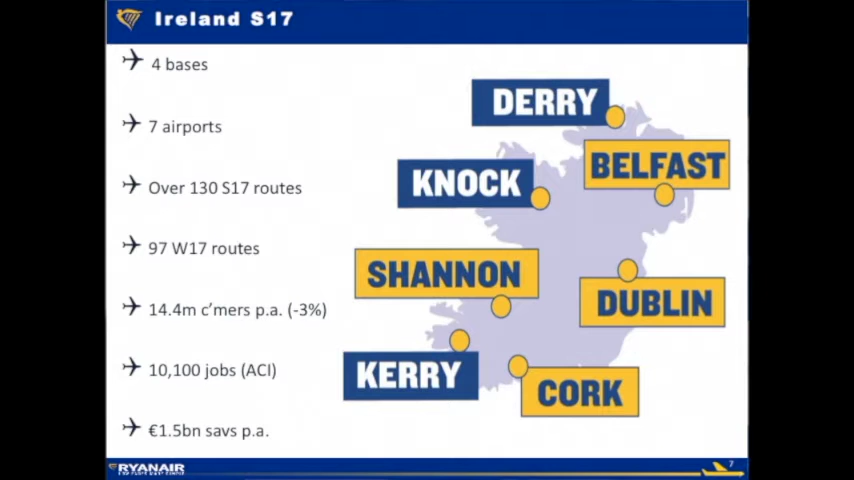 Ireland S17
4 bases
7 airports
Over 130 S17 routes
97 W17 routes
14.4m c'mers p.a. (-3%)
10,100 jobs (ACI)
€1.5bn savs p.a.
DERRY
BELFAST
KNOCK
SHANNON
DUBLIN
KERRY
CORK
RYANAIR
7